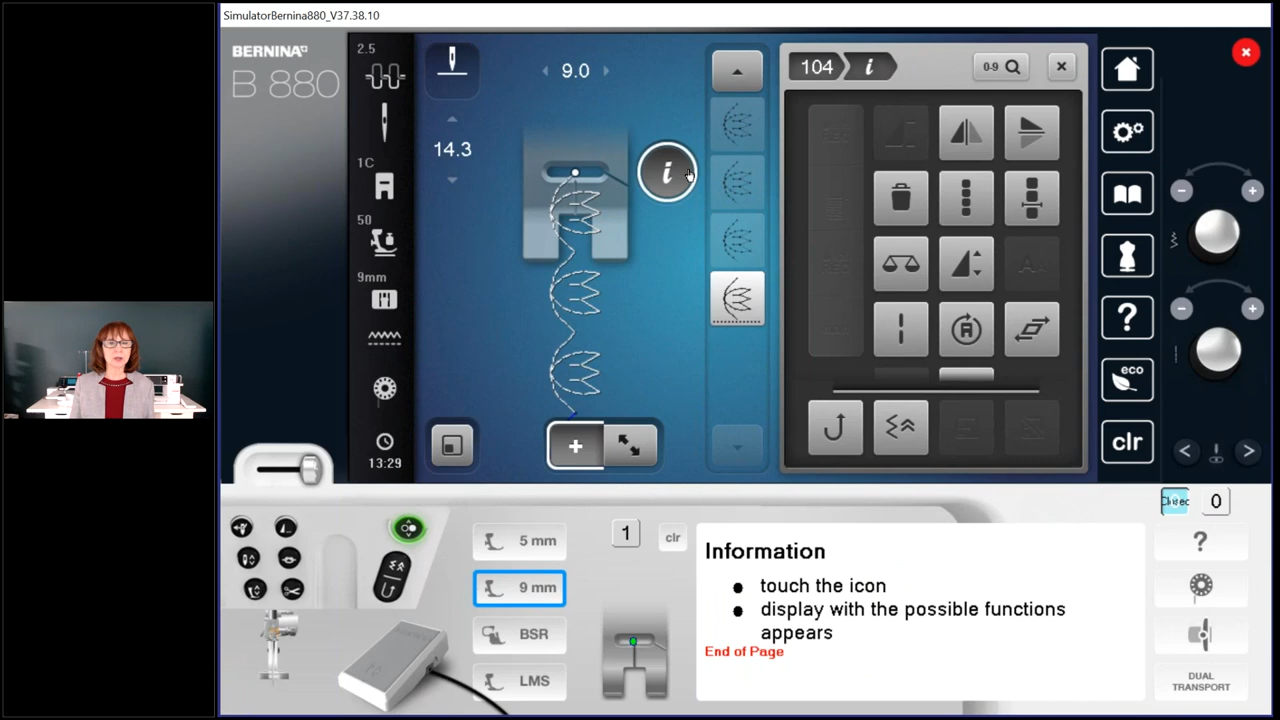 SimulatorBernina880_V37.38.10
BERNINA
B 880
2.5
1C
50
9mm
13:29
9.0
14.3
i
104
i
0-9
?
eco
clr
0
5 mm
9 mm
BSR
LMS
1
clr
Information
touch the icon
display with the possible functions
appears
End of Page
?
DUAL
TRANSPORT